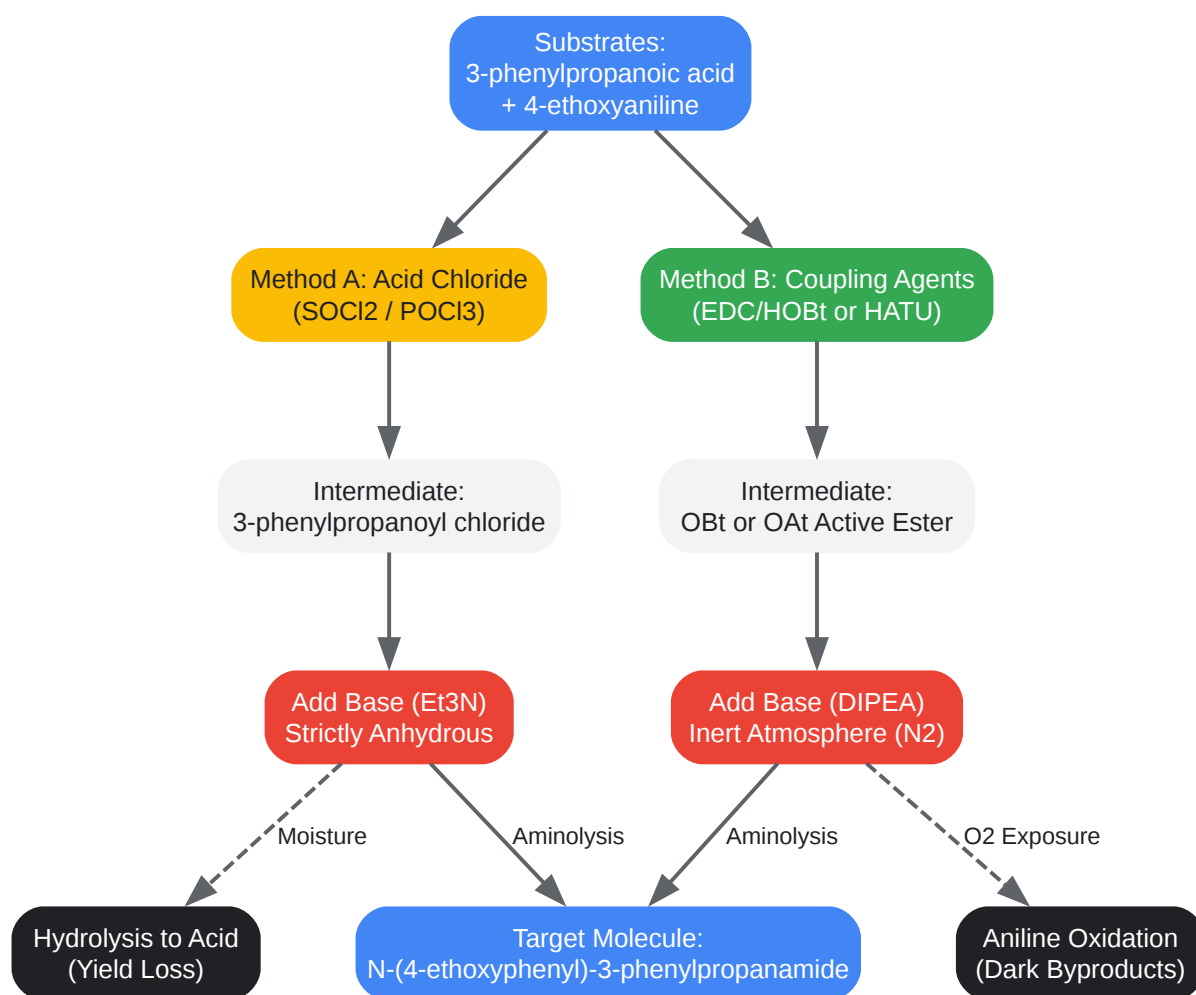 Substrates:
3-phenylpropanoic acid
+ 4-ethoxyaniline
Method A: Acid Chloride
(SOCl2 / POCl3)
Method B: Coupling Agents
(EDC/HOBt or HATU)
Intermediate:
3-phenylpropanoyl chloride
Intermediate:
OBt or OAt Active Ester
Add Base (Et3N)
Strictly Anhydrous
Add Base (DIPEA)
Inert Atmosphere (N2)
Moisture
Aminolysis
Aminolysis
O2 Exposure
Hydrolysis to Acid
(Yield Loss)
Target Molecule:
N-(4-ethoxyphenyl)-3-phenylpropanamide
Aniline Oxidation
(Dark Byproducts)